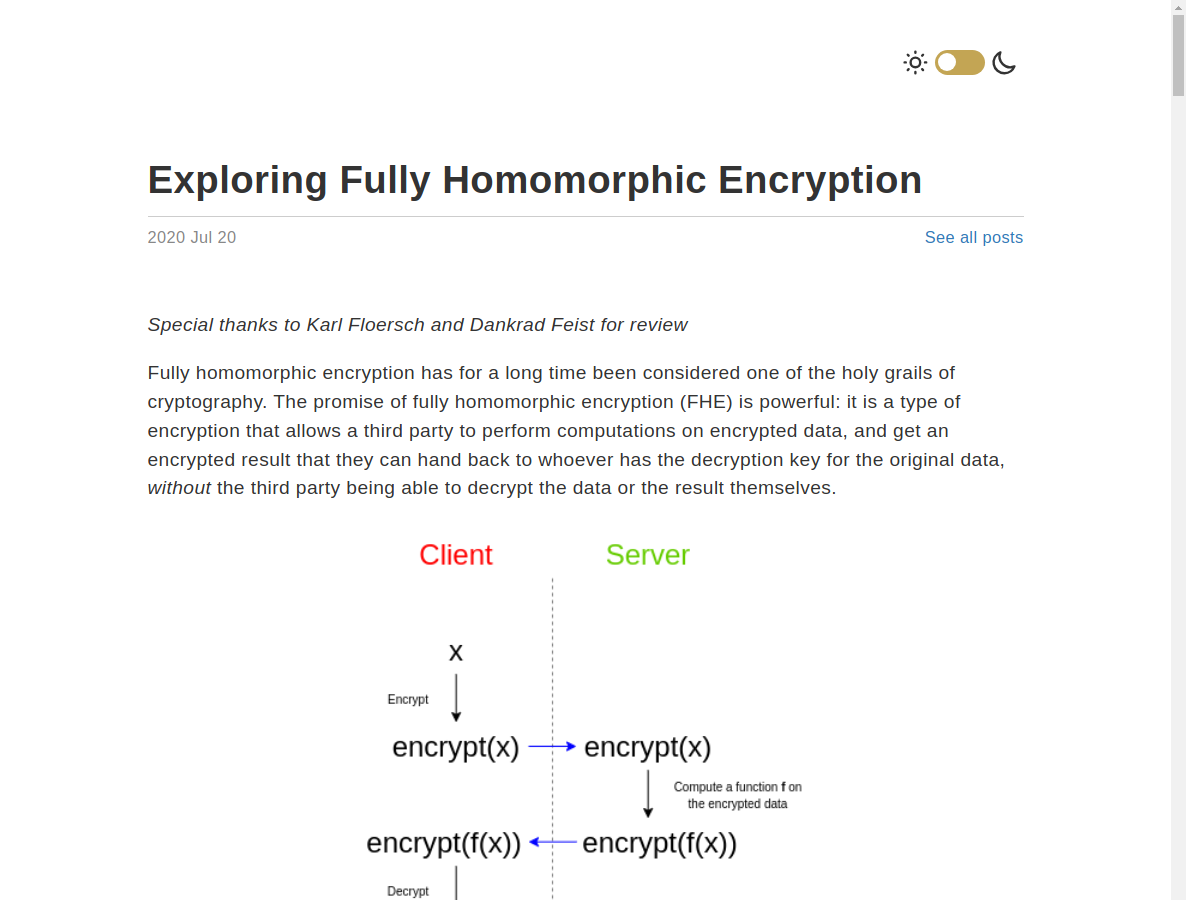 Exploring Fully Homomorphic Encryption
2020 Jul 20
See all posts
Special thanks to Karl Floersch and Dankrad Feist for review
Fully homomorphic encryption has for a long time been considered one of the holy grails of
cryptography. The promise of fully homomorphic encryption (FHE) is powerful: it is a type of
encryption that allows a third party to perform computations on encrypted data, and get an
encrypted result that they can hand back to whoever has the decryption key for the original data,
without the third party being able to decrypt the data or the result themselves.
Client
Server
x
Encrypt
encrypt(x)
encrypt(x)
Compute a function f on
the encrypted data
encrypt(f(x))
encrypt(f(x))
Decrypt